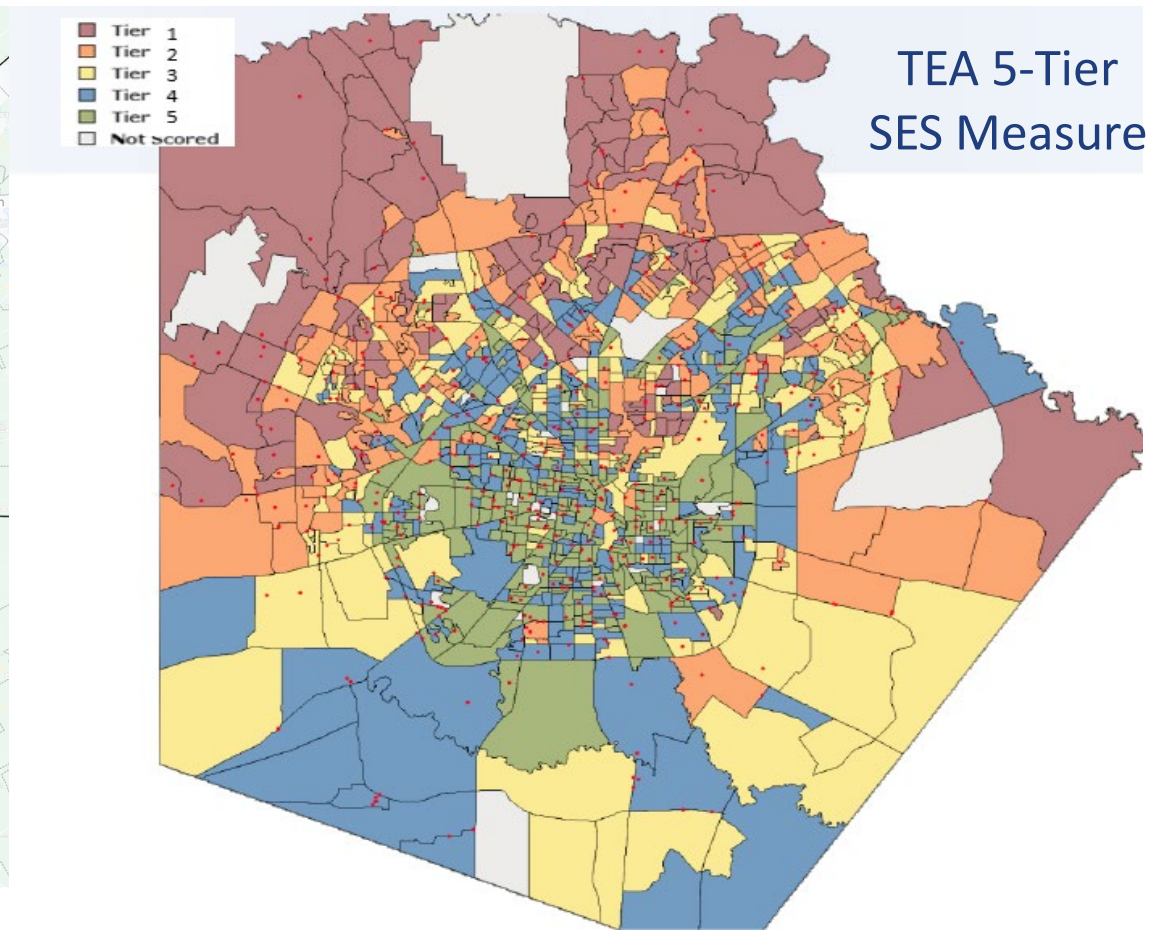 Tier 1
Tier 2
Tier 3
Tier 4
Tier 5
Not Scored
TEA 5-Tier
SES Measure